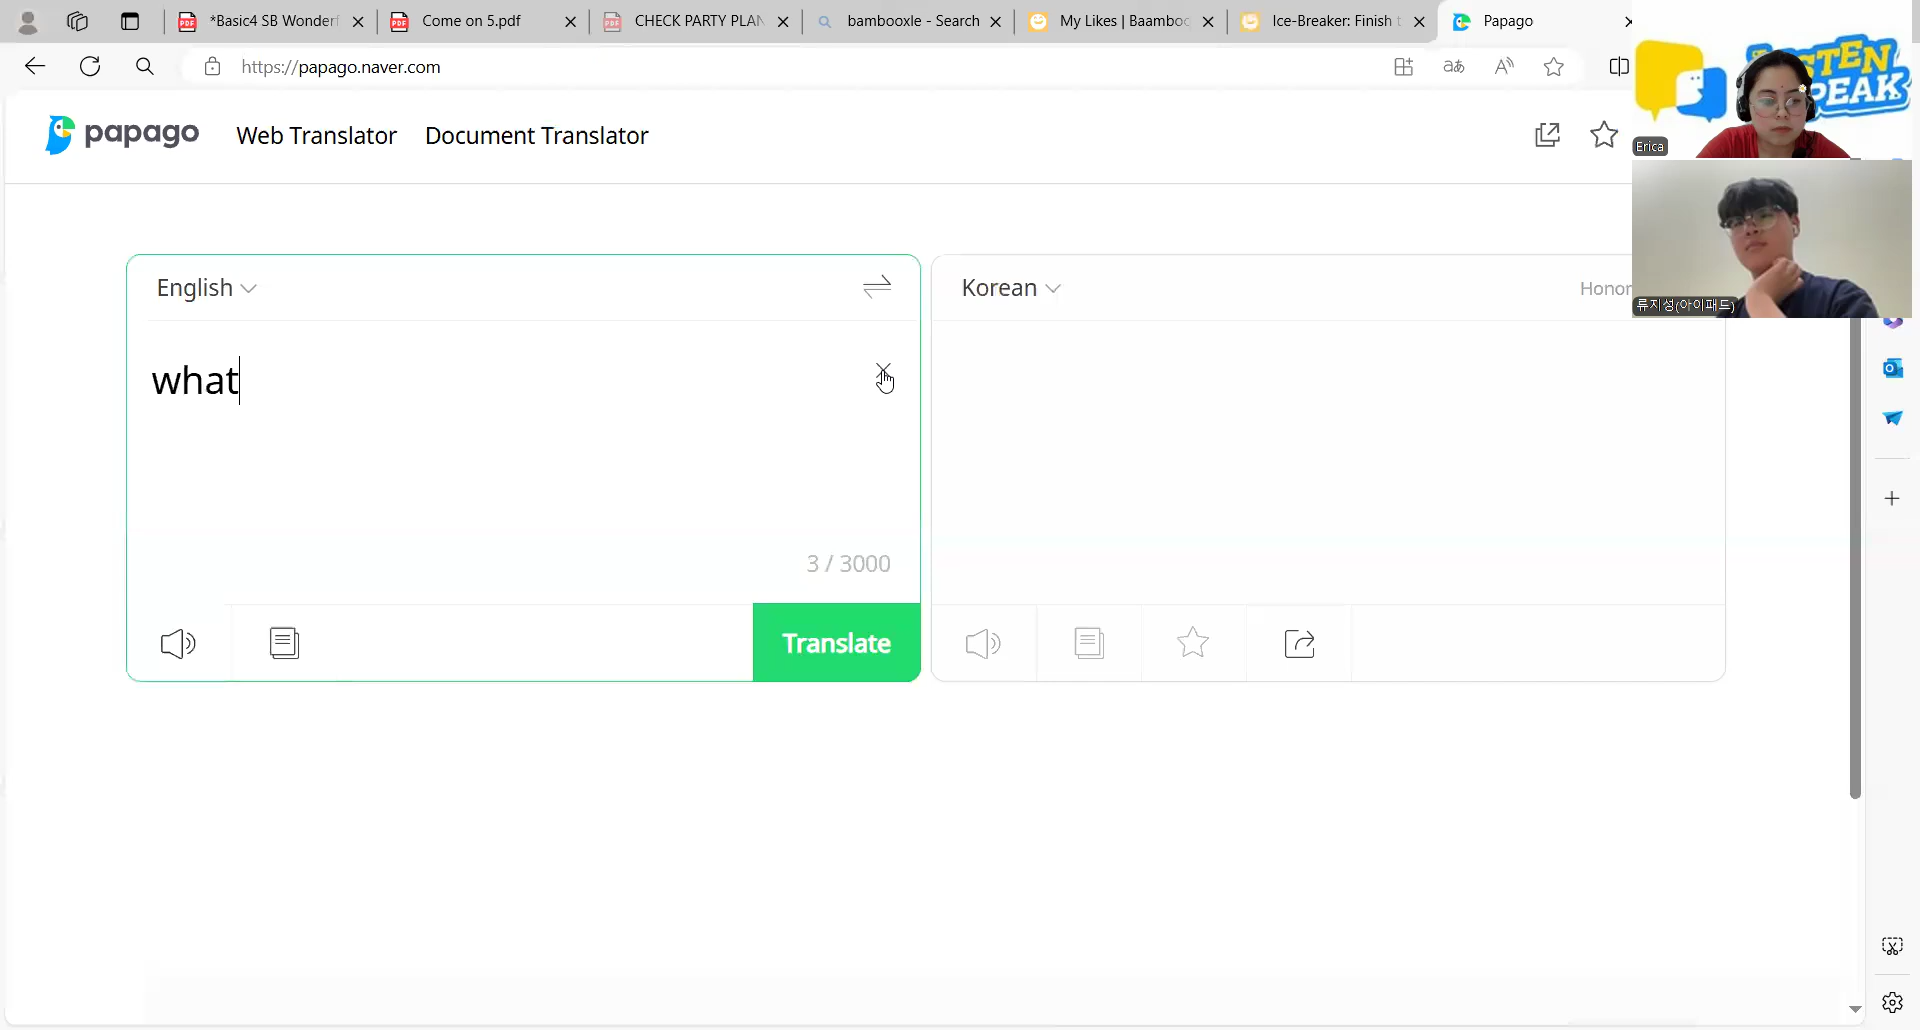 *Basic4 SB Wonderf
Come on 5.pdf
CHECK PARTY PLAN
bambooxle - Search
My Likes | Baamboo
Ice-Breaker: Finish t
Papago
https://papago.naver.com
papago
Web Translator
Document Translator
English
Korean
Honor
what
3 / 3000
Translate
STEN
PEAK
Erica
류지성(아이패드)